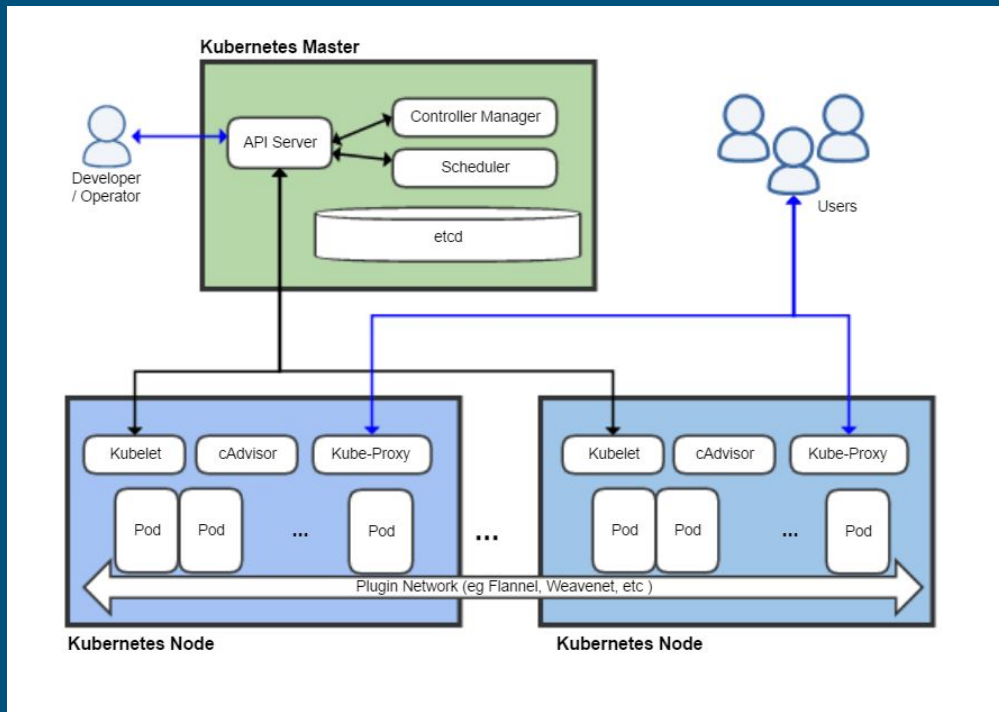 Kubernetes Master
API Server
Controller Manager
Scheduler
etcd
Developer
/ Operator
Users
Kubelet
cAdvisor
Kube-Proxy
Pod
Pod
...
Pod
Kubernetes Node
...
Kubelet
cAdvisor
Kube-Proxy
Pod
Pod
...
Pod
Plugin Network (eg Flannel, Weavenet, etc )
Kubernetes Node